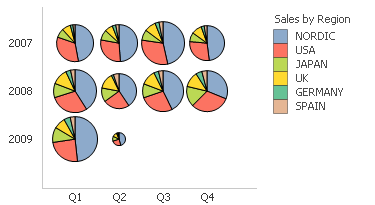 Sales by Region
NORDIC
USA
JAPAN
UK
GERMANY
SPAIN
2007
2008
2009
Q1 Q2 Q3 Q4